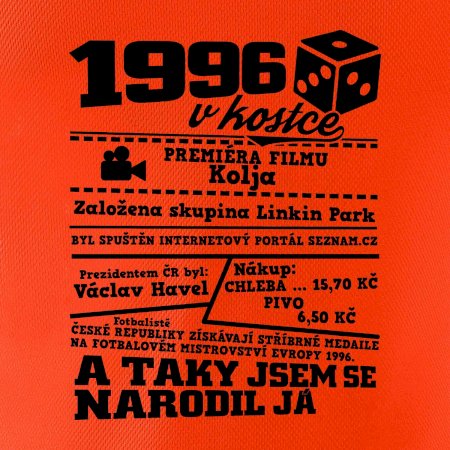 1996
v kostce
PREMIÉRA FILMU
Kolja
Založena skupina Linkin Park
BYL SPUŠTĚN INTERNETOVÝ PORTÁL SEZNAM.CZ
Prezidentem ČR byl:
Václav Havel
Nákup:
CHLEBA ... 15,70 KČ
PIVO
6,50 KČ
Fotbalisté
ČESKÉ REPUBLIKY ZÍSKÁVAJÍ STŘÍBRNÉ MEDAILE
NA FOTBALOVÉM MISTROVSTVÍ EVROPY 1996.
A TAKY JSEM SE
NARODIL JÁ